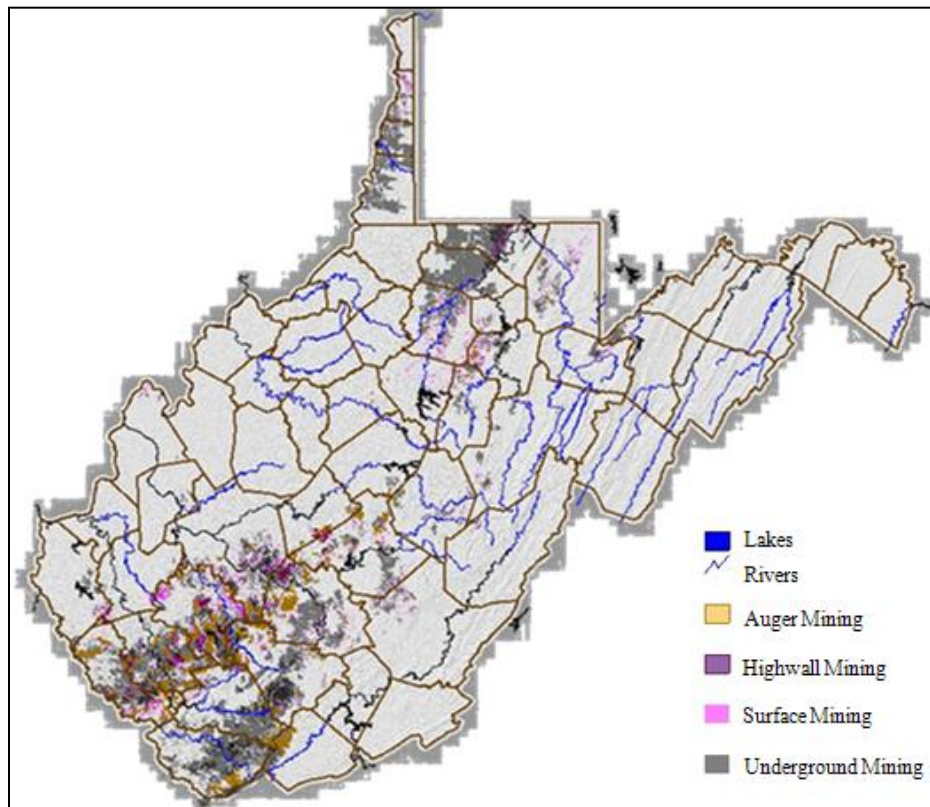 Lakes
Rivers
Auger Mining
Highwall Mining
Surface Mining
Underground Mining